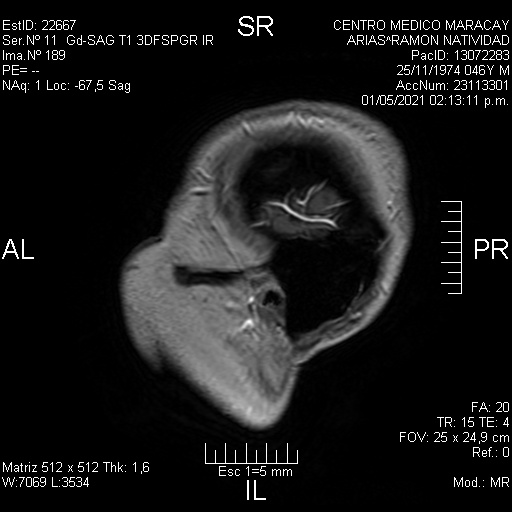 EstID: 22667
Ser.Nº 11  Gd-SAG T1 3DFSPGR IR
Ima.Nº 189
PE= --
NAq: 1 Loc: -67,5 Sag
SR
CENTRO MEDICO MARACAY
ARIAS^RAMON NATIVIDAD
PacID: 13072283
25/11/1974 046Y M
AccNum: 23113301
01/05/2021 02:13:11 p.m.
AL
PR
FA: 20
TR: 15 TE: 4
FOV: 25 x 24,9 cm
Ref.: 0
Matriz 512 x 512 Thk: 1,6
W:7069 L:3534
Esc 1=5 mm
IL
Mod.: MR